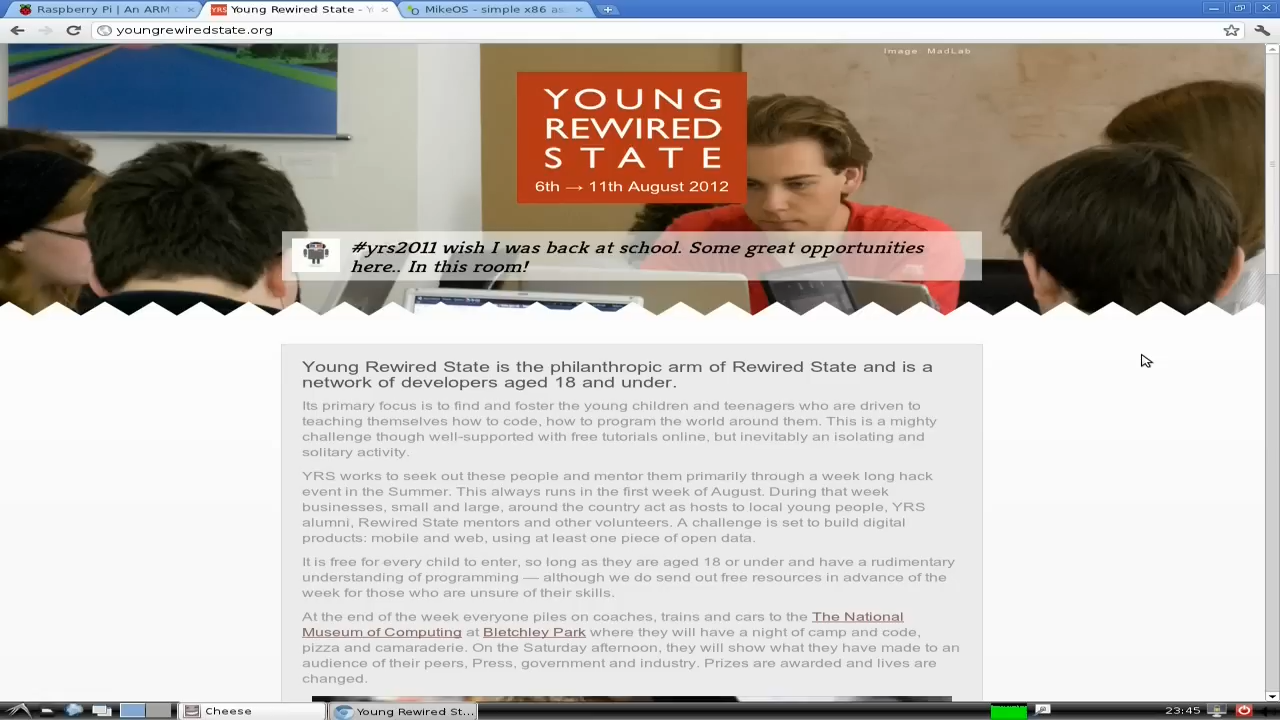 Raspberry Pi | An ARM
Young Rewired State -
MikeOS - simple x86 as
youngrewiredstate.org
Image MadLab
YOUNG
REWIRED
STATE
6th → 11th August 2012
#yrs2011 wish I was back at school. Some great opportunities
here.. In this room!
Young Rewired State is the philanthropic arm of Rewired State and is a
network of developers aged 18 and under.
Its primary focus is to find and foster the young children and teenagers who are driven to
teaching themselves how to code, how to program the world around them. This is a mighty
challenge though well-supported with free tutorials online, but inevitably an isolating and
solitary activity.
YRS works to seek out these people and mentor them primarily through a week long hack
event in the Summer. This always runs in the first week of August. During that week
businesses, small and large, around the country act as hosts to local young people, YRS
alumni, Rewired State mentors and other volunteers. A challenge is set to build digital
products: mobile and web, using at least one piece of open data.
It is free for every child to enter, so long as they are aged 18 or under and have a rudimentary
understanding of programming — although we do send out free resources in advance of the
week for those who are unsure of their skills.
At the end of the week everyone piles on coaches, trains and cars to the The National
Museum of Computing at Bletchley Park where they will have a night of camp and code,
pizza and camaraderie. On the Saturday afternoon, they will show what they have made to an
audience of their peers, Press, government and industry. Prizes are awarded and lives are
changed.
Cheese
Young Rewired St...
23:45